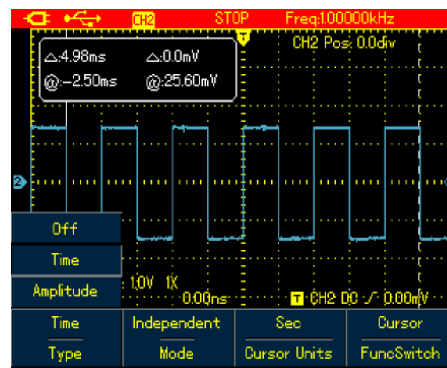 CH2 STOP Freq:1.00000kHz
T
CH2 Pos: 0.0div
△:4.98ms △:0.0mV
@:-2.50ms @:25.60mV
2
Off
Time
Amplitude
1.0V 1X
0.00ns
T :CH2 DC 0.00mV
Time Independent Sec Cursor
Type Mode Cursor Units FuncSwitch